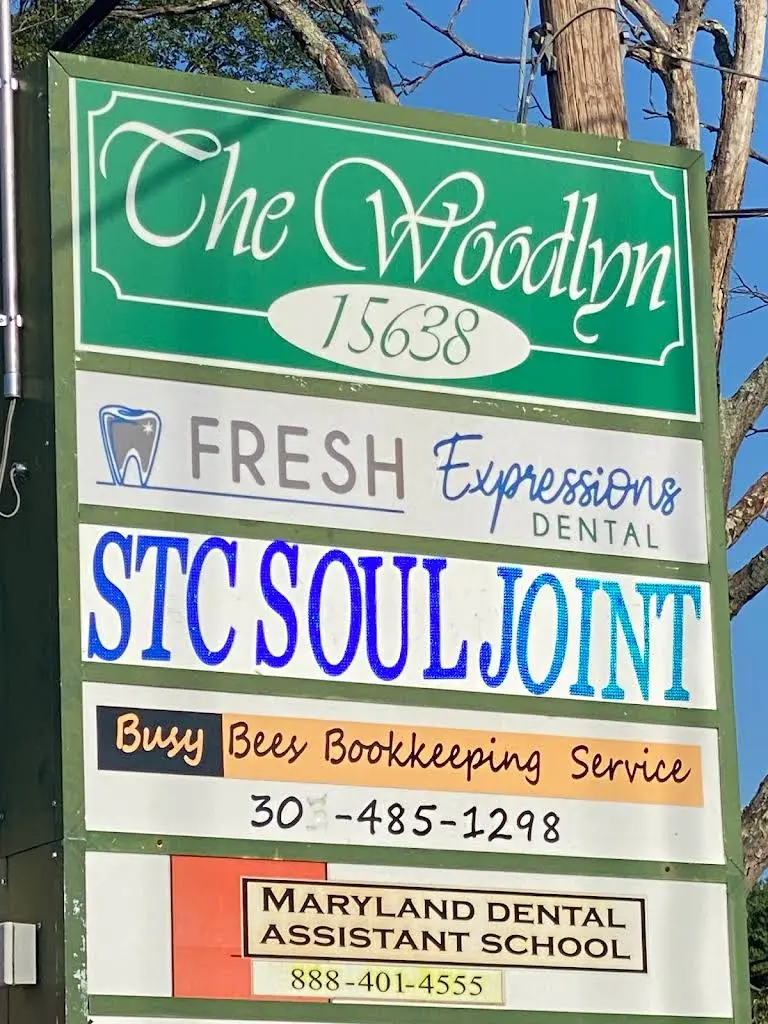 The Woodlyn
15638
FRESH Expressions
DENTAL
STC SOUL JOINT
Busy Bees Bookkeeping Service
30 -485-1298
MARYLAND DENTAL
ASSISTANT SCHOOL
888-401-4555